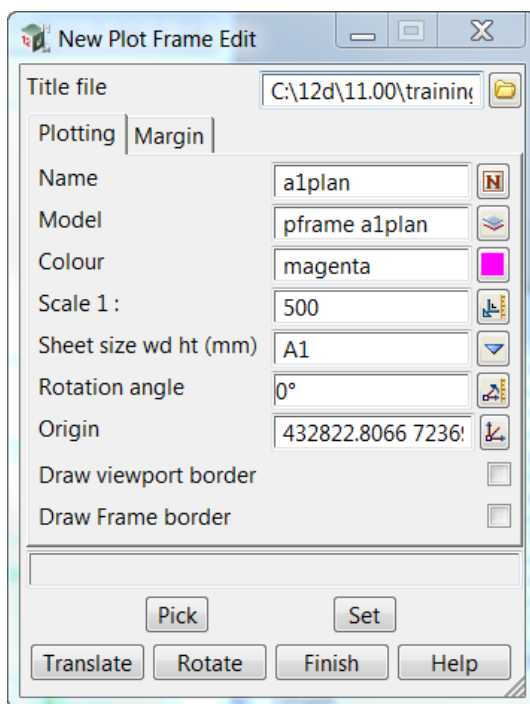 New Plot Frame Edit
Title file C:\12d\11.00\training
Plotting Margin
Name a1plan
Model pframe a1plan
Colour magenta
Scale 1 : 500
Sheet size wd ht (mm) A1
Rotation angle 0°
Origin 432822.8066 7236
Draw viewport border
Draw Frame border
Pick Set
Translate Rotate Finish Help